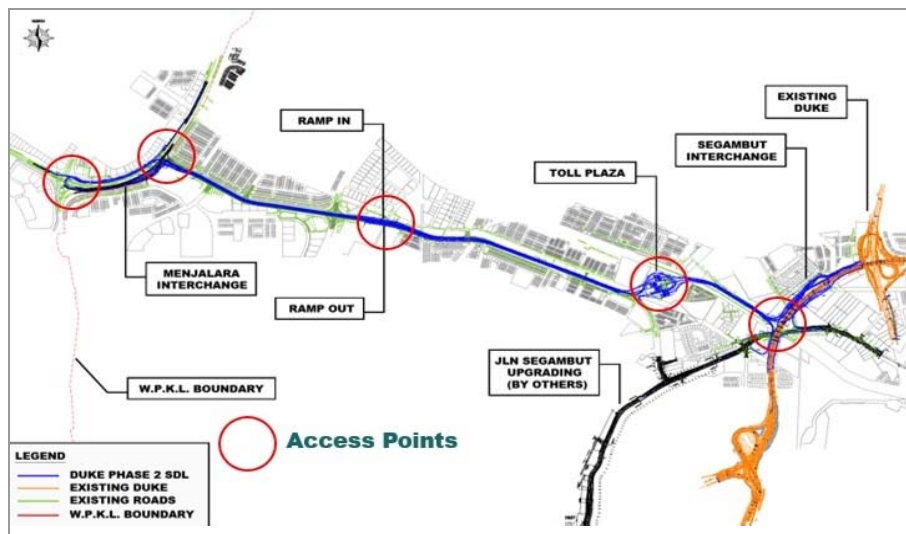 EXISTING
DUKE
RAMP IN
SEGAMBUT
INTERCHANGE
TOLL PLAZA
MENJALARA
INTERCHANGE
RAMP OUT
JLN SEGAMBUT
UPGRADING
(BY OTHERS)
W.P.K.L. BOUNDARY
Access Points
LEGEND
DUKE PHASE 2 SDL
EXISTING DUKE
EXISTING ROADS
W.P.K.L. BOUNDARY